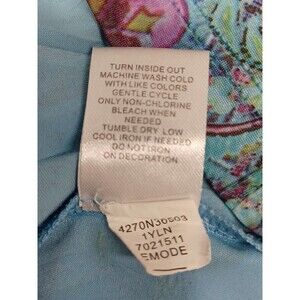 TURN INSIDE OUT
MACHINE WASH COLD
WITH LIKE COLORS
GENTLE CYCLE
ONLY NON-CHLORINE
BLEACH WHEN
NEEDED
TUMBLE DRY LOW
COOL IRON IF NEEDED
DO NOT IRON
ON DECORATION
4270N30503
1YLN
7021511
EMODE